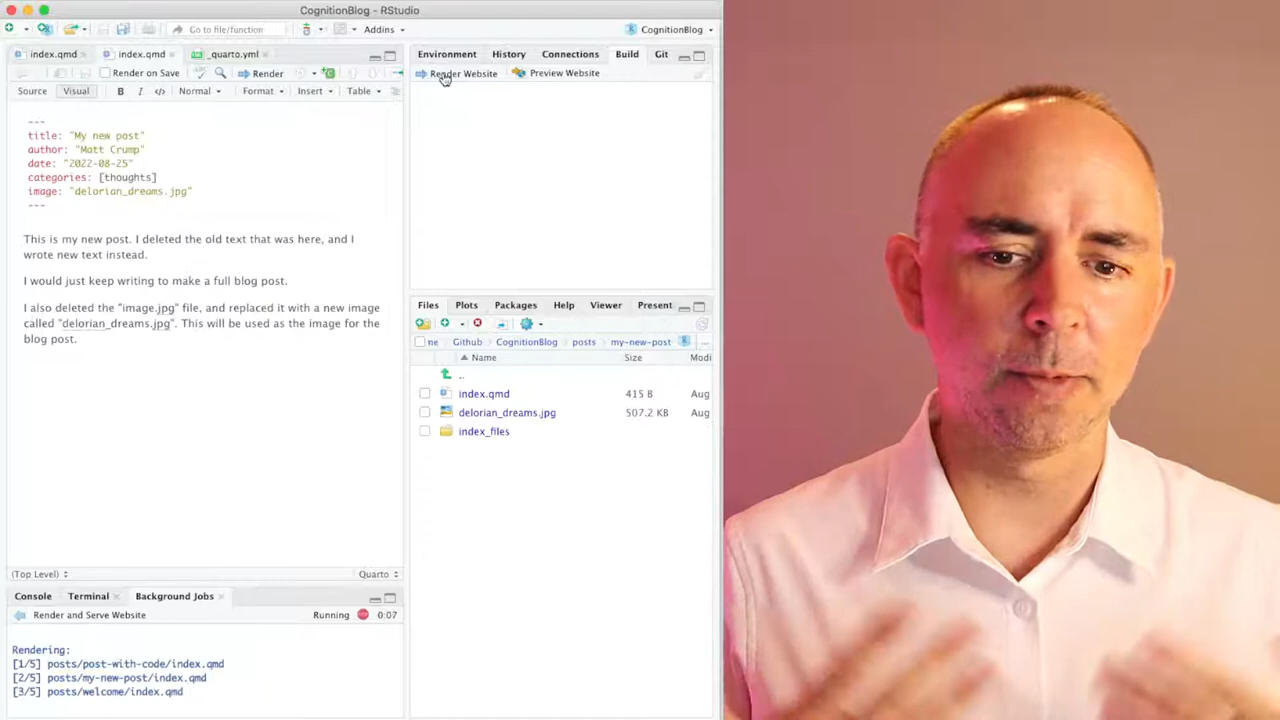 CognitionBlog - RStudio
Go to file/function
Addins
CognitionBlog
index.qmd
index.qmd
_quarto.yml
Render on Save
Render
Source
Visual
B
I
</>
Normal
Format
Insert
Table
---
title: "My new post"
author: "Matt Crump"
date: "2022-08-25"
categories: [thoughts]
image: "delorian_dreams.jpg"
---
This is my new post. I deleted the old text that was here, and I
wrote new text instead.
I would just keep writing to make a full blog post.
I also deleted the "image.jpg" file, and replaced it with a new image
called "delorian_dreams.jpg". This will be used as the image for the
blog post.
(Top Level)
Quarto
Console
Terminal
Background Jobs
Render and Serve Website
Running
0:07
Rendering:
[1/5] posts/post-with-code/index.qmd
[2/5] posts/my-new-post/index.qmd
[3/5] posts/welcome/index.qmd
Environment
History
Connections
Build
Git
Render Website
Preview Website
Files
Plots
Packages
Help
Viewer
Present
ne
Github
CognitionBlog
posts
my-new-post
...
Name
Size
Modi
..
index.qmd
415 B
Aug
delorian_dreams.jpg
507.2 KB
Aug
index_files